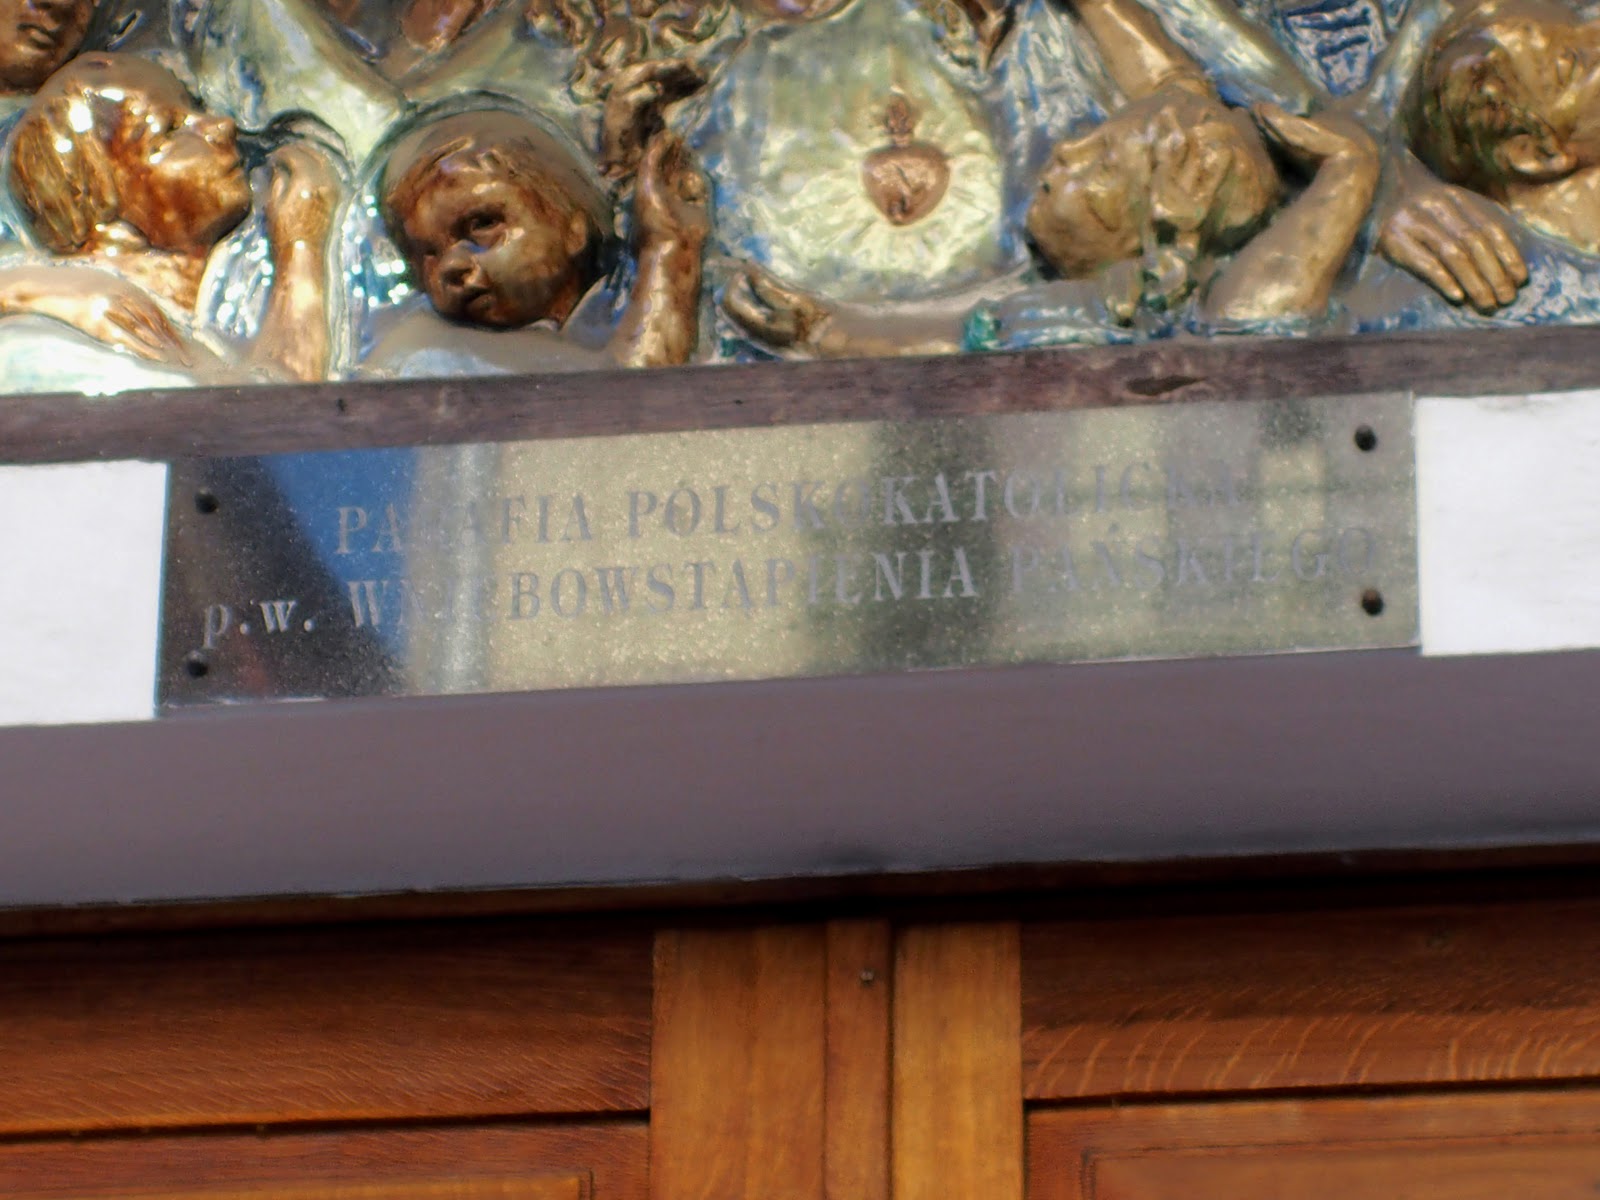 PARAFIA POLSKOKATOLICKA
p.w. WNIEBOWSTĄPIENIA PAŃSKIEGO